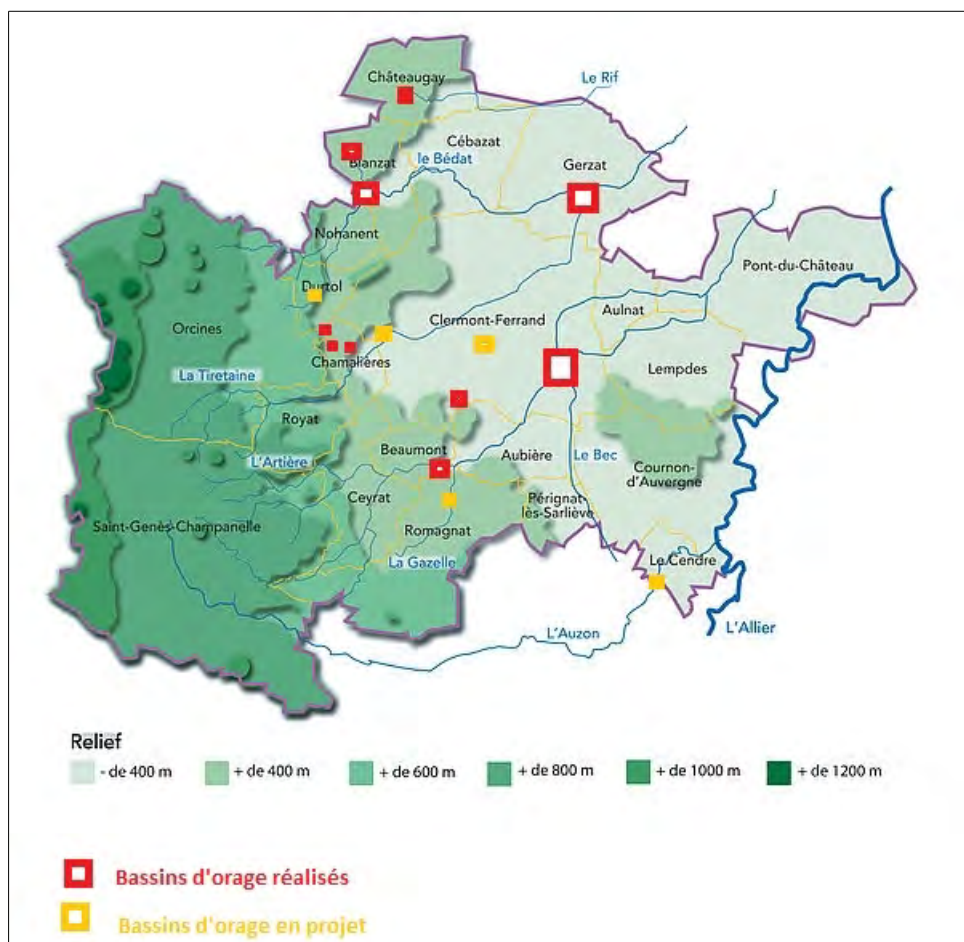 Châteaugay
Le Rif
Cébazat
Blanzat
le Bédat
Gerzat
Nohanent
Pont-du-Château
Durtol
Aulnat
Orcines
Clermont-Ferrand
Chamalières
Lempdes
La Tiretaine
Royat
Beaumont
L'Artière
Aubière
Le Bec
Cournon-
d'Auvergne
Ceyrat
Pérignat-
lès-Sarliève
Saint-Genès-Champanelle
Romagnat
La Gazelle
Le Cendre
L'Auzon
L'Allier
Relief
- de 400 m
+ de 400 m
+ de 600 m
+ de 800 m
+ de 1000 m
+ de 1200 m
Bassins d'orage réalisés
Bassins d'orage en projet